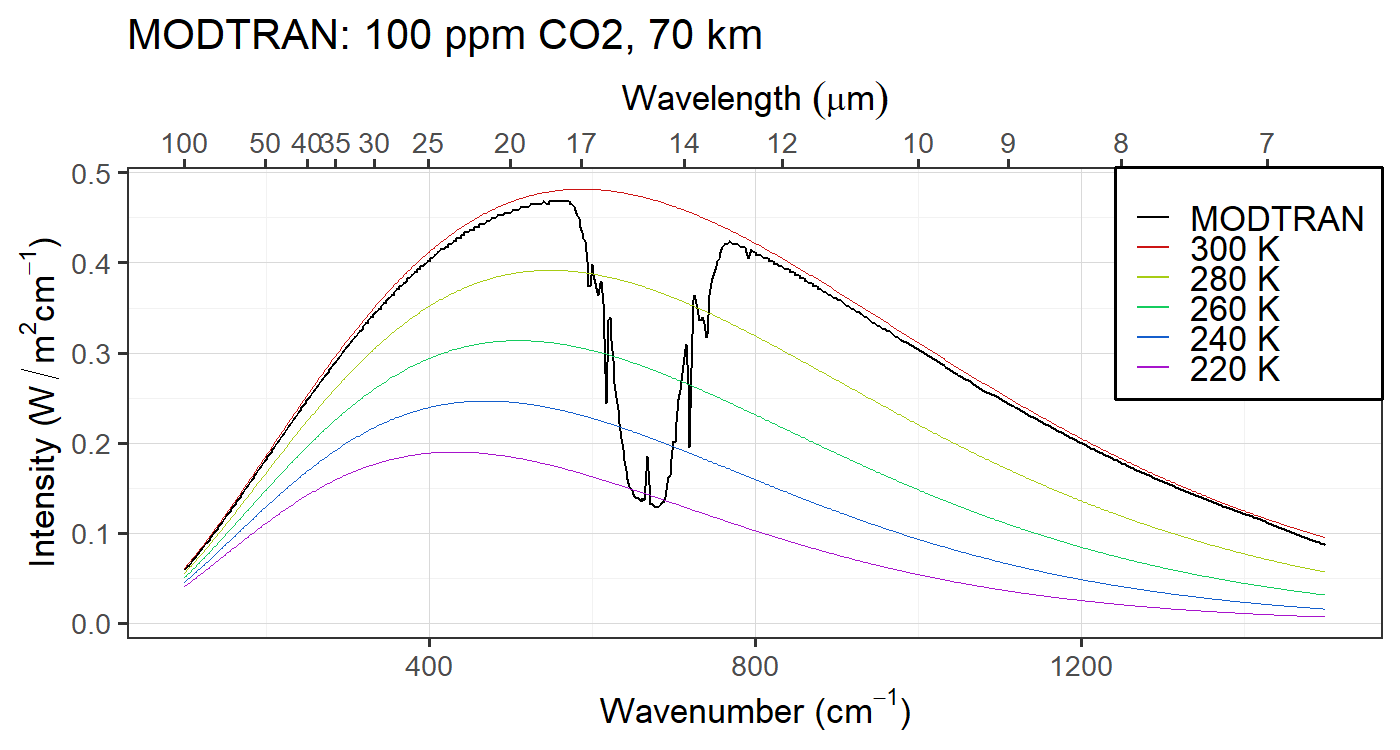 MODTRAN: 100 ppm CO2, 70 km
Wavelength (μm)
100 50 40 35 30 25 20 17 14 12 10 9 8 7
0.5
0.4
0.3
0.2
0.1
0.0
Intensity (W / m²cm⁻¹)
MODTRAN
300 K
280 K
260 K
240 K
220 K
400 800 1200
Wavenumber (cm⁻¹)